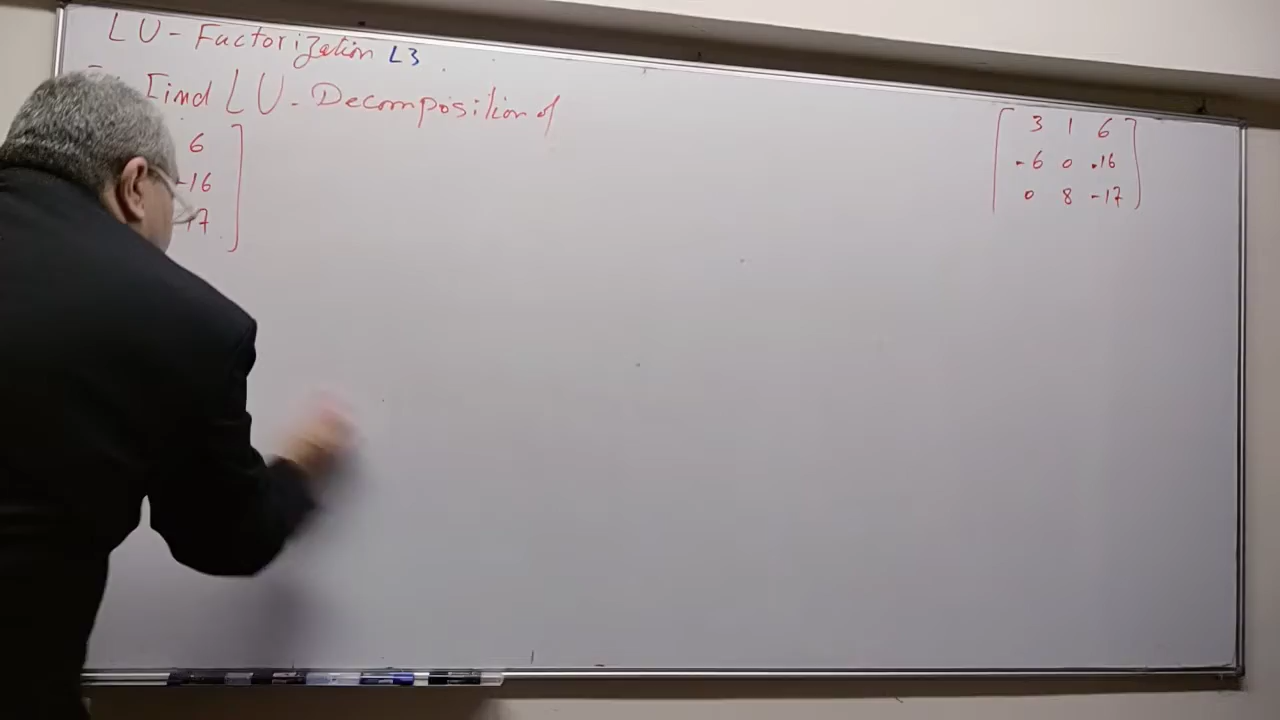 LU - Factorization L3
Find LU - Decomposition of
6
-16
-17
3 1 6
-6 0 -16
0 8 -17